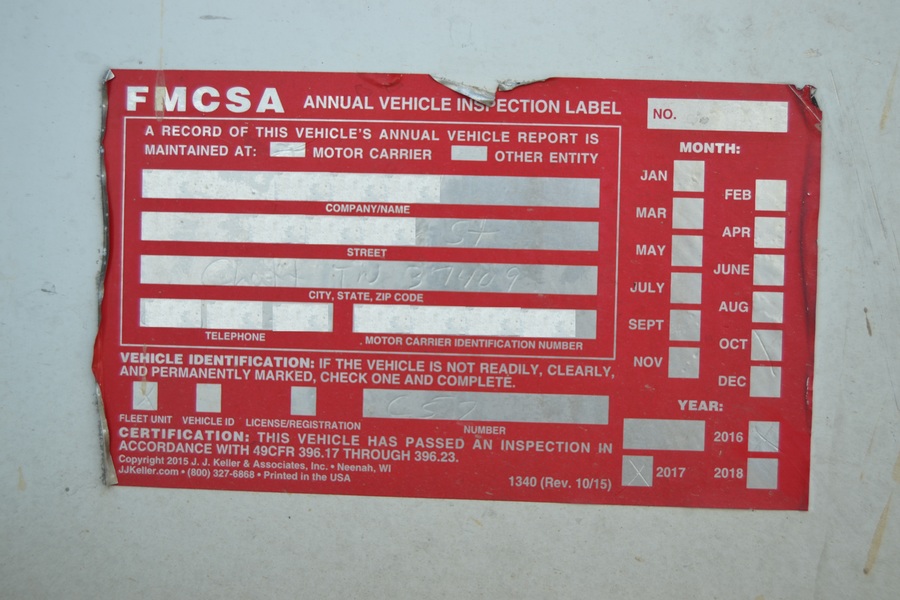 FMCSA ANNUAL VEHICLE INSPECTION LABEL
NO.
A RECORD OF THIS VEHICLE'S ANNUAL VEHICLE REPORT IS
MAINTAINED AT: MOTOR CARRIER OTHER ENTITY
COMPANY/NAME
St
STREET
TN 37409
CITY, STATE, ZIP CODE
TELEPHONE
MOTOR CARRIER IDENTIFICATION NUMBER
VEHICLE IDENTIFICATION: IF THE VEHICLE IS NOT READILY, CLEARLY,
AND PERMANENTLY MARKED, CHECK ONE AND COMPLETE.
FLEET UNIT VEHICLE ID LICENSE/REGISTRATION
NUMBER
CERTIFICATION: THIS VEHICLE HAS PASSED AN INSPECTION IN
ACCORDANCE WITH 49CFR 396.17 THROUGH 396.23.
Copyright 2015 J. J. Keller & Associates, Inc. • Neenah, WI
JJKeller.com • (800) 327-6868 • Printed in the USA
1340 (Rev. 10/15)
MONTH:
JAN
FEB
MAR
APR
MAY
JUNE
JULY
AUG
SEPT
OCT
NOV
DEC
YEAR:
2016
2017
2018